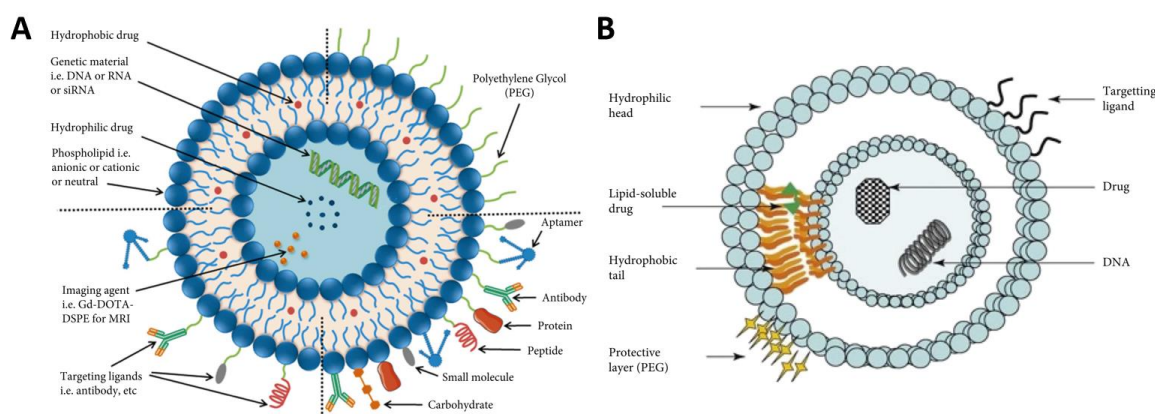 A
Hydrophobic drug
Genetic material
i.e. DNA or RNA
or siRNA
Hydrophilic drug
Phospholipid i.e.
anionic or cationic
or neutral
Imaging agent
i.e. Gd-DOTA-
DSPE for MRI
Targeting ligands
i.e. antibody, etc
Polyethylene Glycol
(PEG)
Aptamer
Antibody
Protein
Peptide
Small molecule
Carbohydrate
B
Hydrophilic
head
Lipid-soluble
drug
Hydrophobic
tail
Protective
layer (PEG)
Targetting
ligand
Drug
DNA